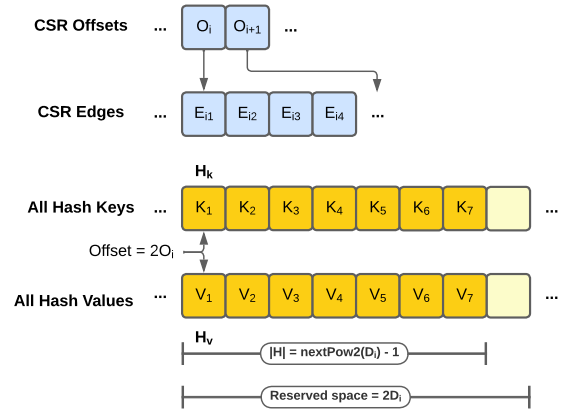 CSR Offsets ... Oi Oi+1 ...
CSR Edges ... Ei1 Ei2 Ei3 Ei4 ...
Hk
All Hash Keys ... K1 K2 K3 K4 K5 K6 K7 ...
Offset = 2Oi
All Hash Values ... V1 V2 V3 V4 V5 V6 V7 ...
Hv
|H| = nextPow2(Di) - 1
Reserved space = 2Di